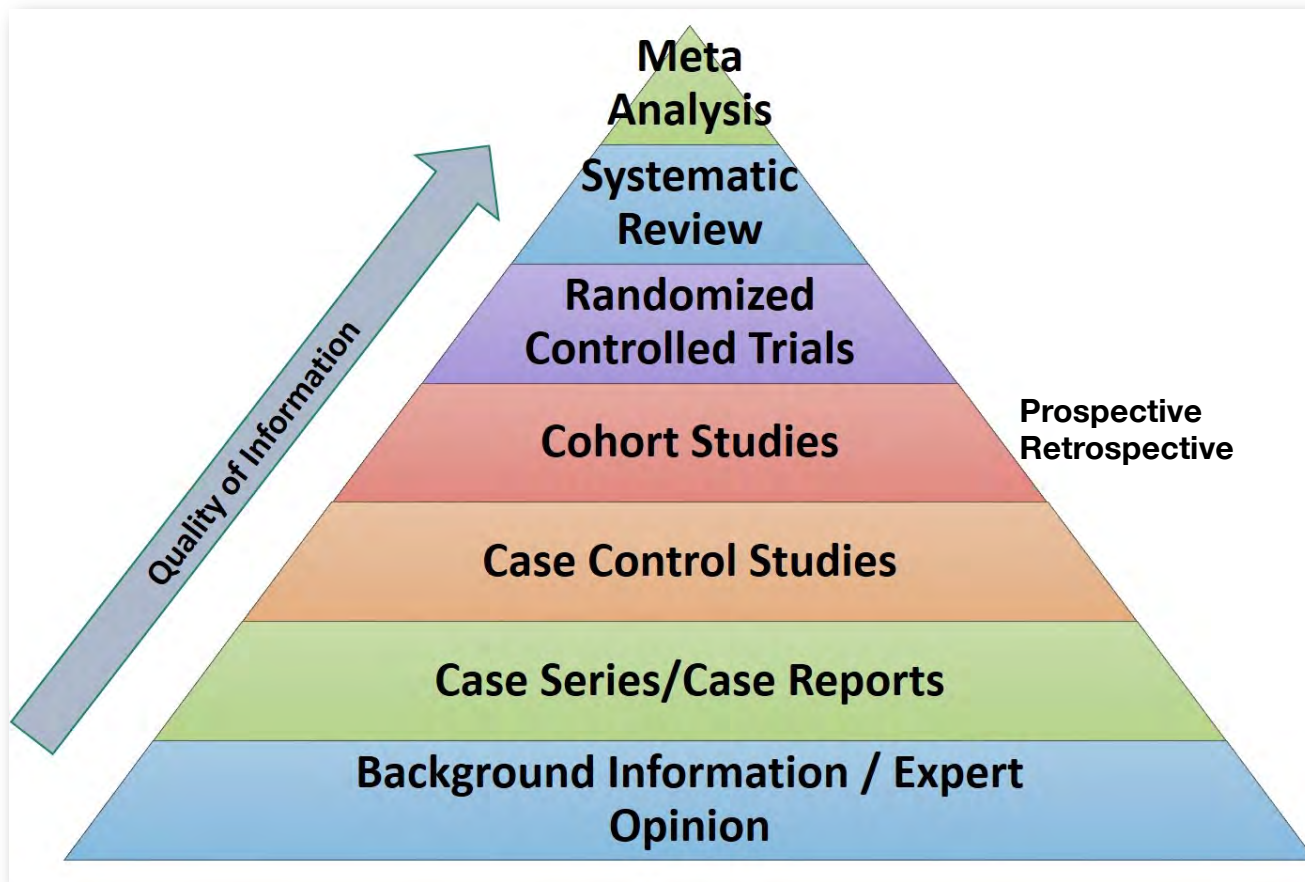 Meta
Analysis
Systematic
Review
Randomized
Controlled Trials
Cohort Studies
Prospective
Retrospective
Case Control Studies
Case Series/Case Reports
Background Information / Expert
Opinion
Quality of Information